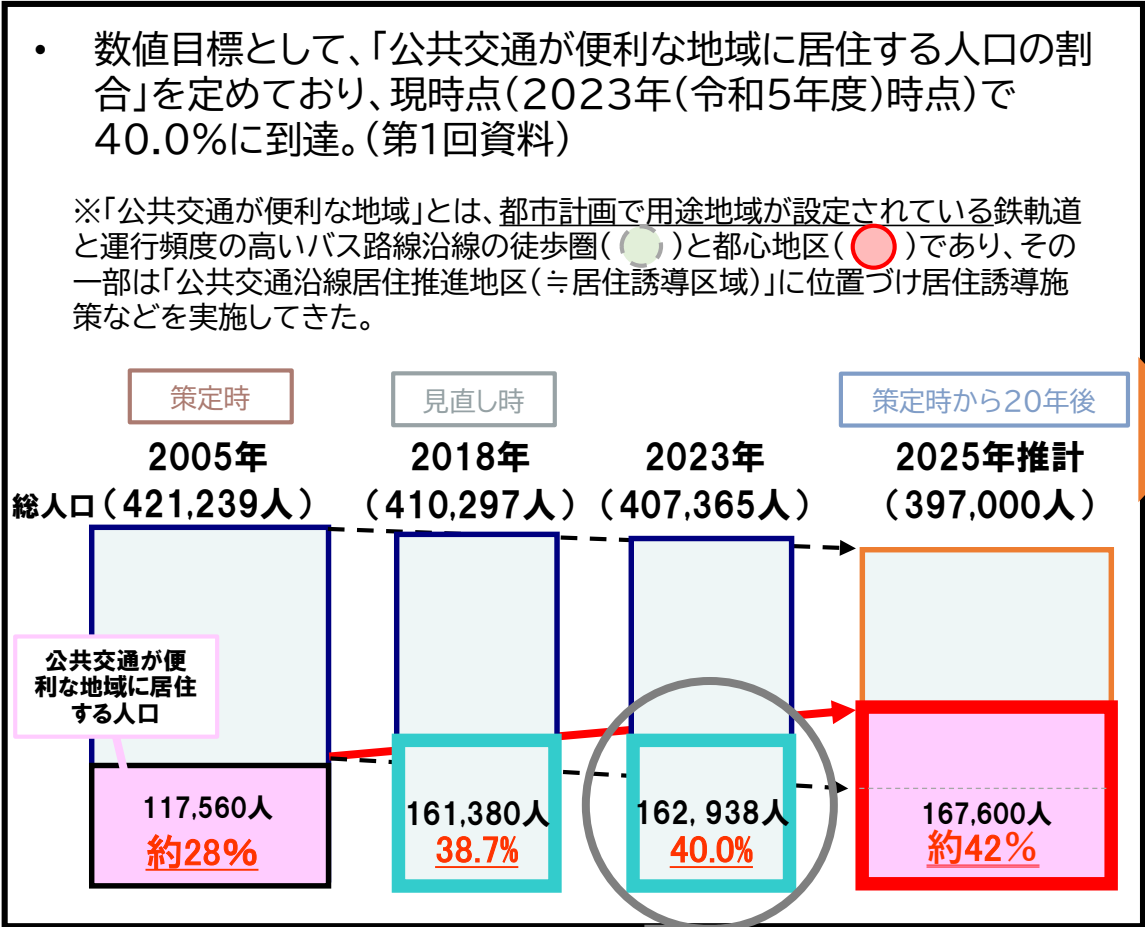 • 数値目標として、「公共交通が便利な地域に居住する人口の割
合」を定めており、現時点(2023年(令和5年度)時点)で
40.0%に到達。(第1回資料)
※「公共交通が便利な地域」とは、都市計画で用途地域が設定されている鉄軌道
と運行頻度の高いバス路線沿線の徒歩圏( )と都心地区( )であり、その
一部は「公共交通沿線居住推進地区(≒居住誘導区域)」に位置づけ居住誘導施
策などを実施してきた。
策定時 見直し時 策定時から20年後
2005年 2018年 2023年 2025年推計
総人口(421,239人) (410,297人) (407,365人) (397,000人)
公共交通が便
利な地域に居住
する人口
117,560人 161,380人 162,938人 167,600人
約28% 38.7% 40.0% 約42%